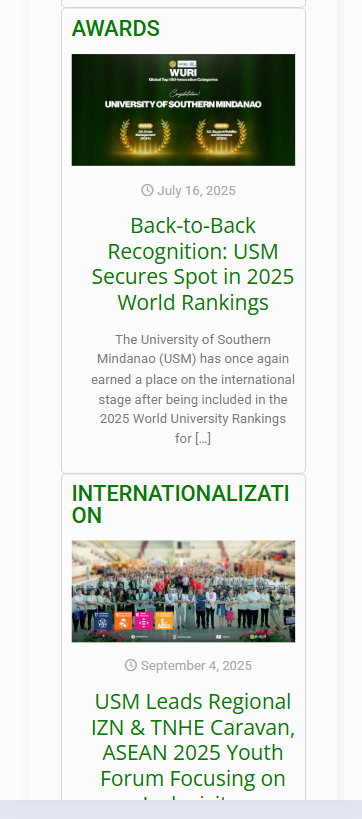 AWARDS
WURI
Global Top 100 Innovative Categories
Congratulations!
UNIVERSITY OF SOUTHERN MINDANAO
July 16, 2025
Back-to-Back
Recognition: USM
Secures Spot in 2025
World Rankings
The University of Southern
Mindanao (USM) has once again
earned a place on the international
stage after being included in the
2025 World University Rankings
for [...]
INTERNATIONALIZATI
ON
September 4, 2025
USM Leads Regional
IZN & TNHE Caravan,
ASEAN 2025 Youth
Forum Focusing on